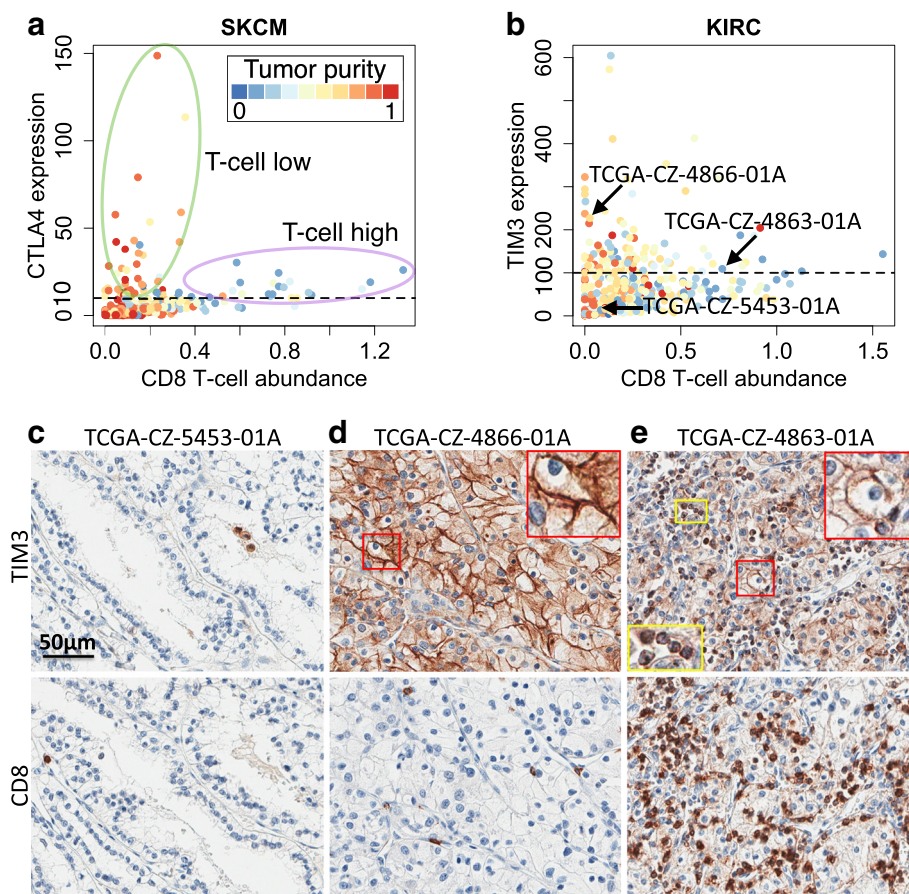 a
SKCM
CTLA4 expression
150
100
50
10
0
Tumor purity
0
1
T-cell low
T-cell high
0.0
0.4
0.8
1.2
CD8 T-cell abundance
b
KIRC
TIM3 expression
600
400
200
100
0
TCGA-CZ-4866-01A
TCGA-CZ-4863-01A
TCGA-CZ-5453-01A
0.0
0.5
1.0
1.5
CD8 T-cell abundance
c
TCGA-CZ-5453-01A
d
TCGA-CZ-4866-01A
e
TCGA-CZ-4863-01A
TIM3
50μm
CD8